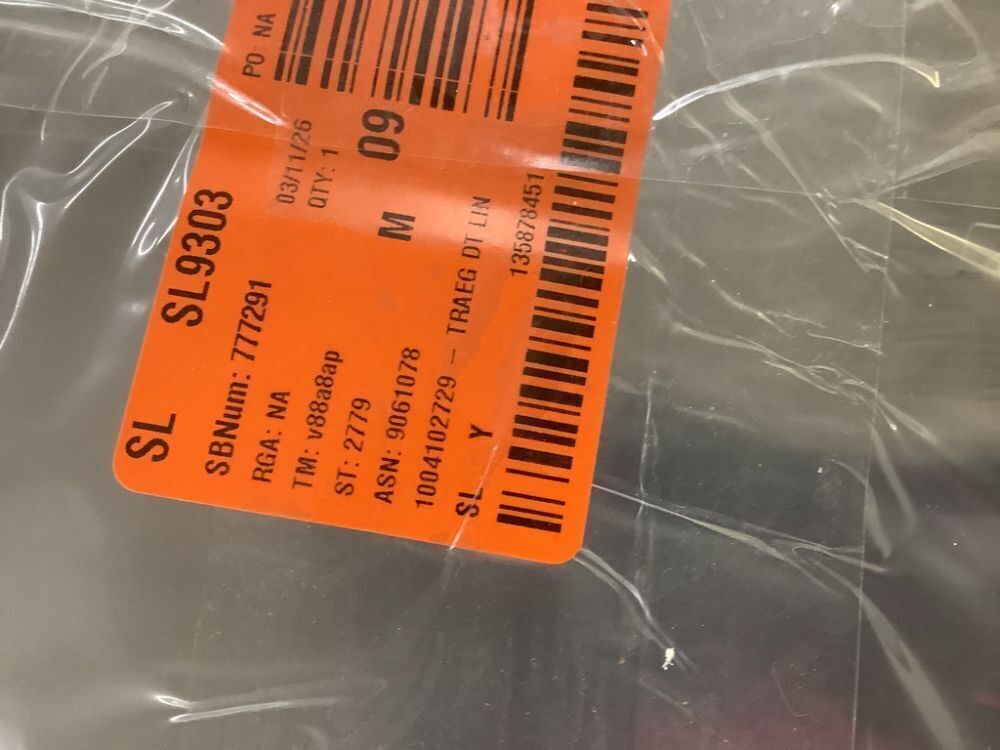 SL SL9303
SBNum: 777291
RGA: NA PO NA
TM: v88a8ap 03/11/26
ST: 2779 QTY: 1
ASN: 9061078 M 09
1004102729 - TRAEG DT LIN
SL Y 135878451